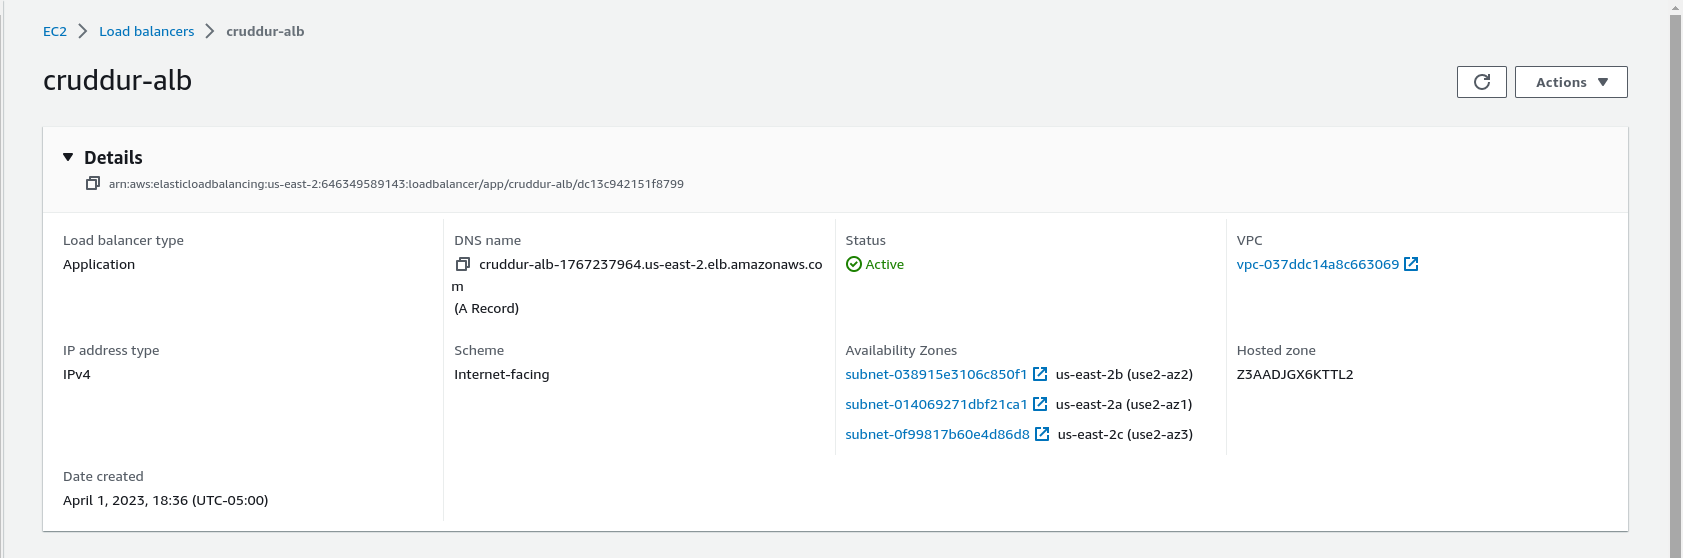 EC2 > Load balancers > cruddur-alb
cruddur-alb
Actions
Details
arn:aws:elasticloadbalancing:us-east-2:646349589143:loadbalancer/app/cruddur-alb/dc13c942151f8799
Load balancer type
Application
DNS name
cruddur-alb-1767237964.us-east-2.elb.amazonaws.co
m
(A Record)
Status
Active
VPC
vpc-037ddc14a8c663069
IP address type
IPv4
Scheme
Internet-facing
Availability Zones
subnet-038915e3106c850f1 us-east-2b (use2-az2)
subnet-014069271dbf21ca1 us-east-2a (use2-az1)
subnet-0f99817b60e4d86d8 us-east-2c (use2-az3)
Hosted zone
Z3AADJGX6KTTL2
Date created
April 1, 2023, 18:36 (UTC-05:00)